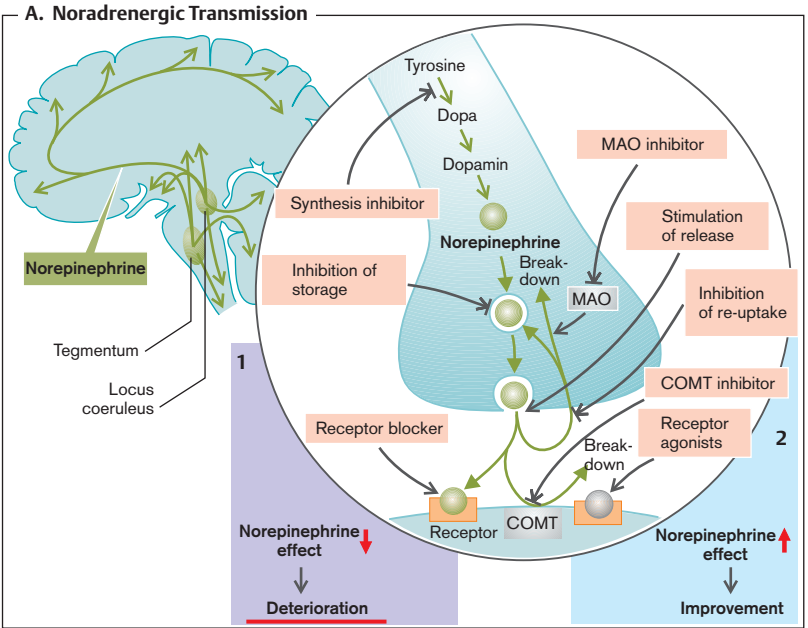 A. Noradrenergic Transmission
Tyrosine
Dopa
Dopamin
MAO inhibitor
Synthesis inhibitor
Stimulation
of release
Norepinephrine
Norepinephrine
Inhibition of
storage
Break-
down
MAO
Inhibition
of re-uptake
Tegmentum
1
Locus
coeruleus
COMT inhibitor
Receptor blocker
Receptor
agonists
2
Break-
down
Receptor
COMT
Norepinephrine
effect
Deterioration
Norepinephrine
effect
Improvement